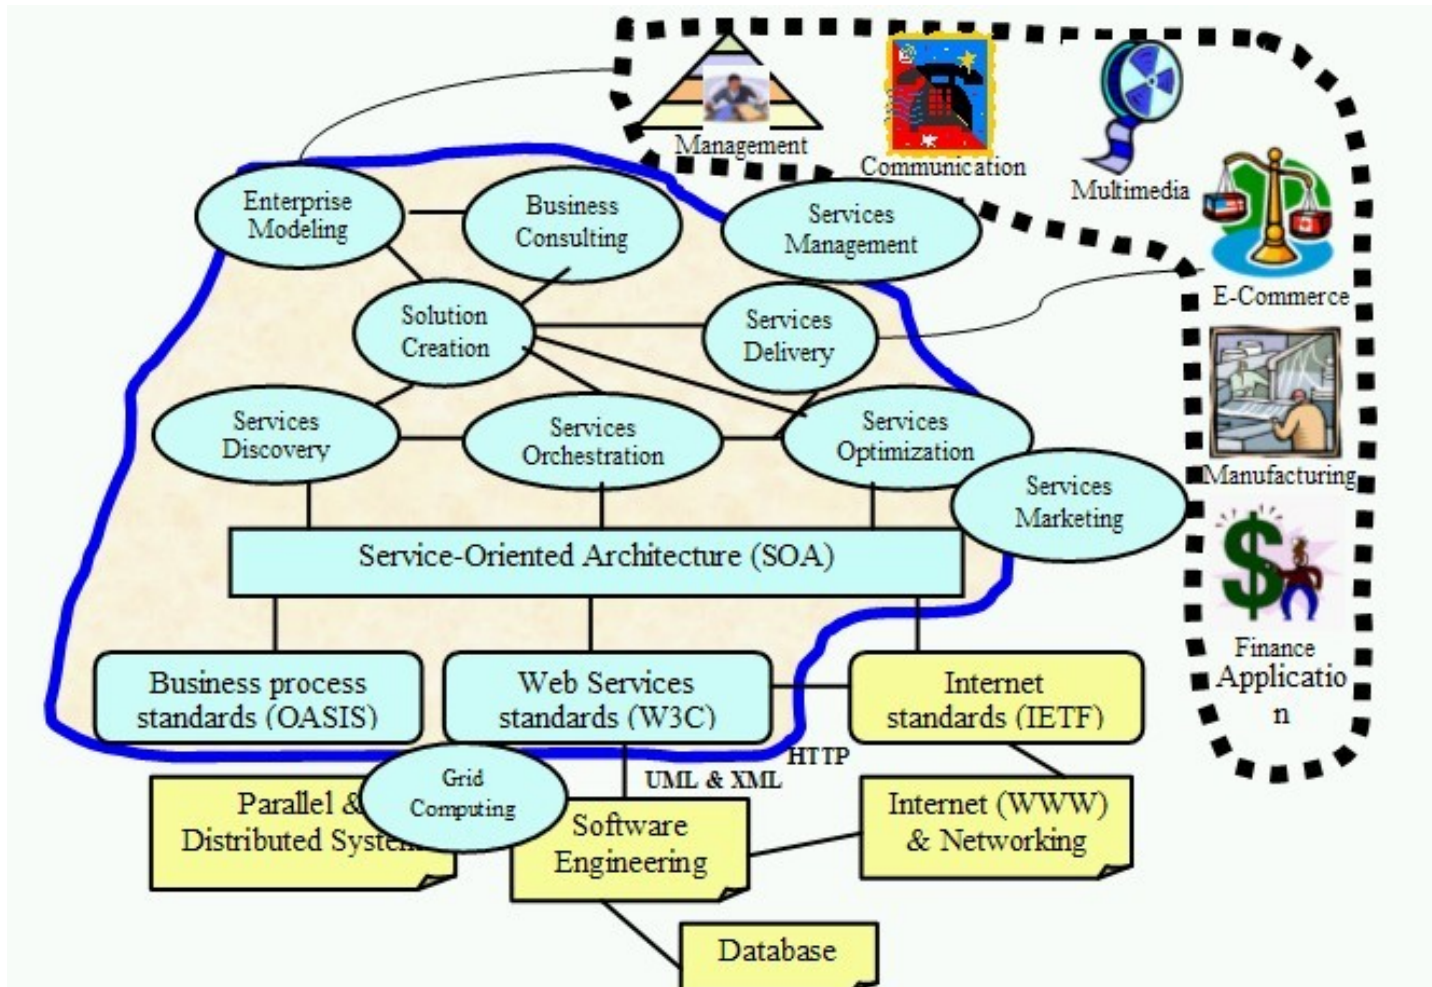 Management
Communication
Multimedia
E-Commerce
Manufacturing
Finance
Applicatio
n
Enterprise
Modeling
Business
Consulting
Services
Management
Solution
Creation
Services
Delivery
Services
Discovery
Services
Orchestration
Services
Optimization
Services
Marketing
Service-Oriented Architecture (SOA)
Business process
standards (OASIS)
Web Services
standards (W3C)
Internet
standards (IETF)
HTTP
UML & XML
Grid
Computing
Parallel &
Distributed System
Software
Engineering
Internet (WWW)
& Networking
Database